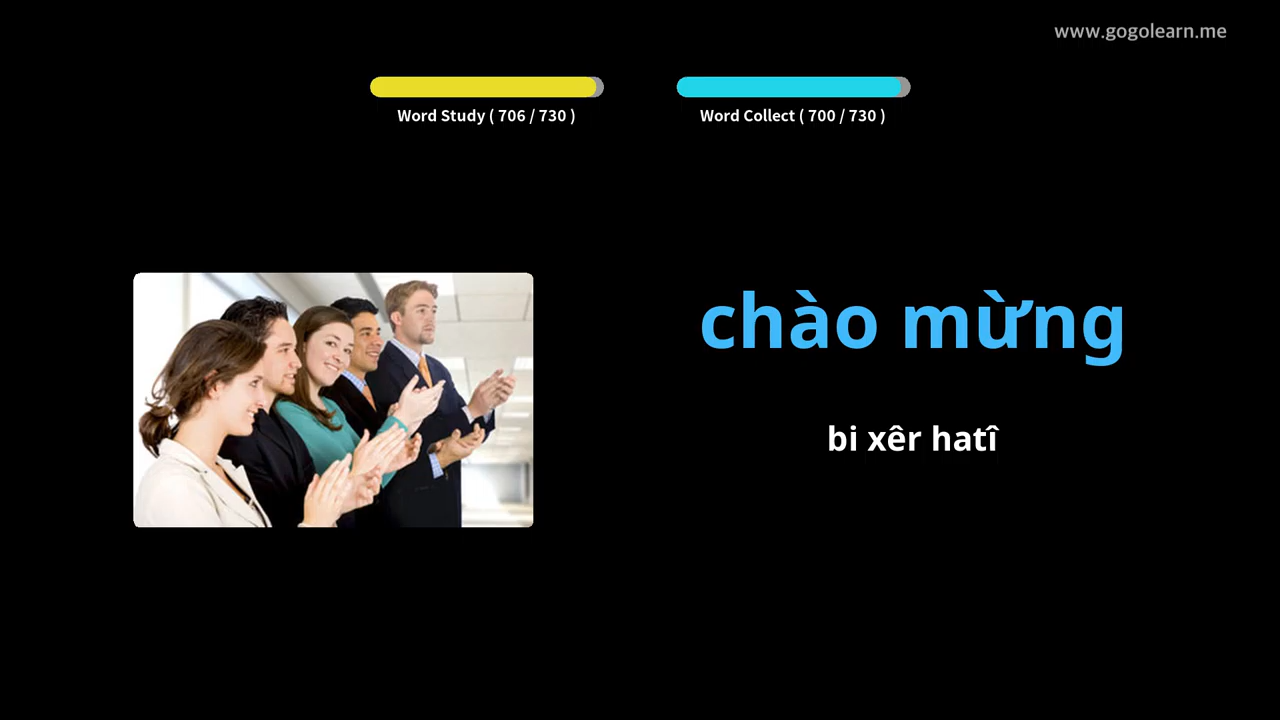 www.gogolearn.me
Word Study ( 706 / 730 )
Word Collect ( 700 / 730 )
chào mừng
bi xêr hatî